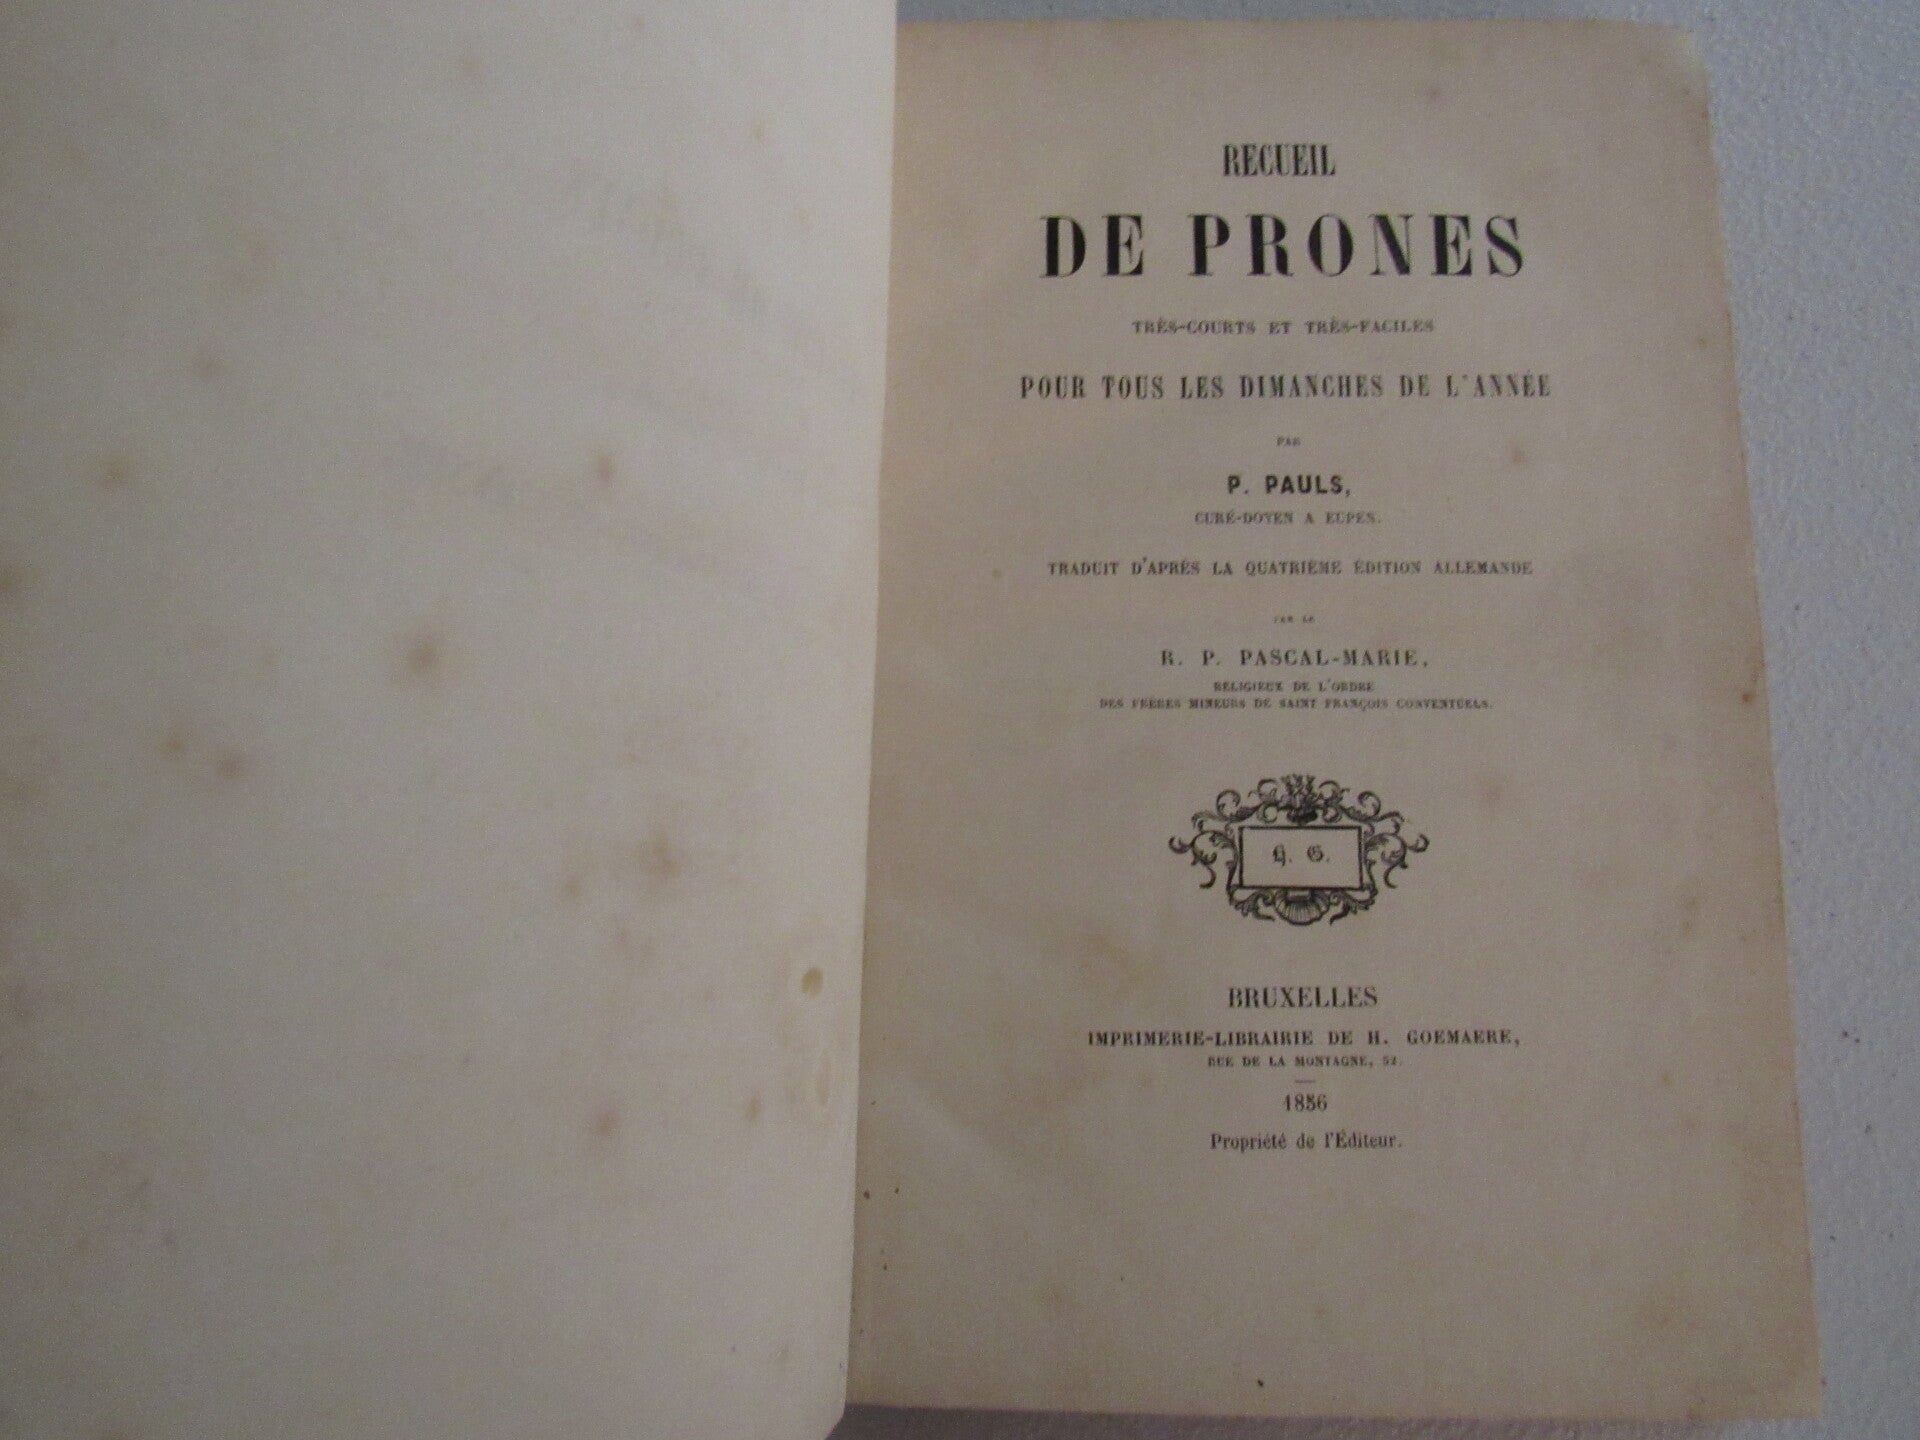 RECUEIL
DE PRONES
TRÈS-COURTS ET TRÈS-FACILES
POUR TOUS LES DIMANCHES DE L'ANNÉE
PAR
P. PAULS,
CURÉ-DOYEN A EUPEN.
TRADUIT D'APRÈS LA QUATRIÈME ÉDITION ALLEMANDE
PAR LE
R. P. PASCAL-MARIE,
RELIGIEUX DE L'ORDRE
DES FRÈRES MINEURS DE SAINT FRANÇOIS CONVENTUELS.
H. G.
BRUXELLES
IMPRIMERIE-LIBRAIRIE DE H. GOEMAERE,
RUE DE LA MONTAGNE, 52.
1856
Propriété de l'Éditeur.